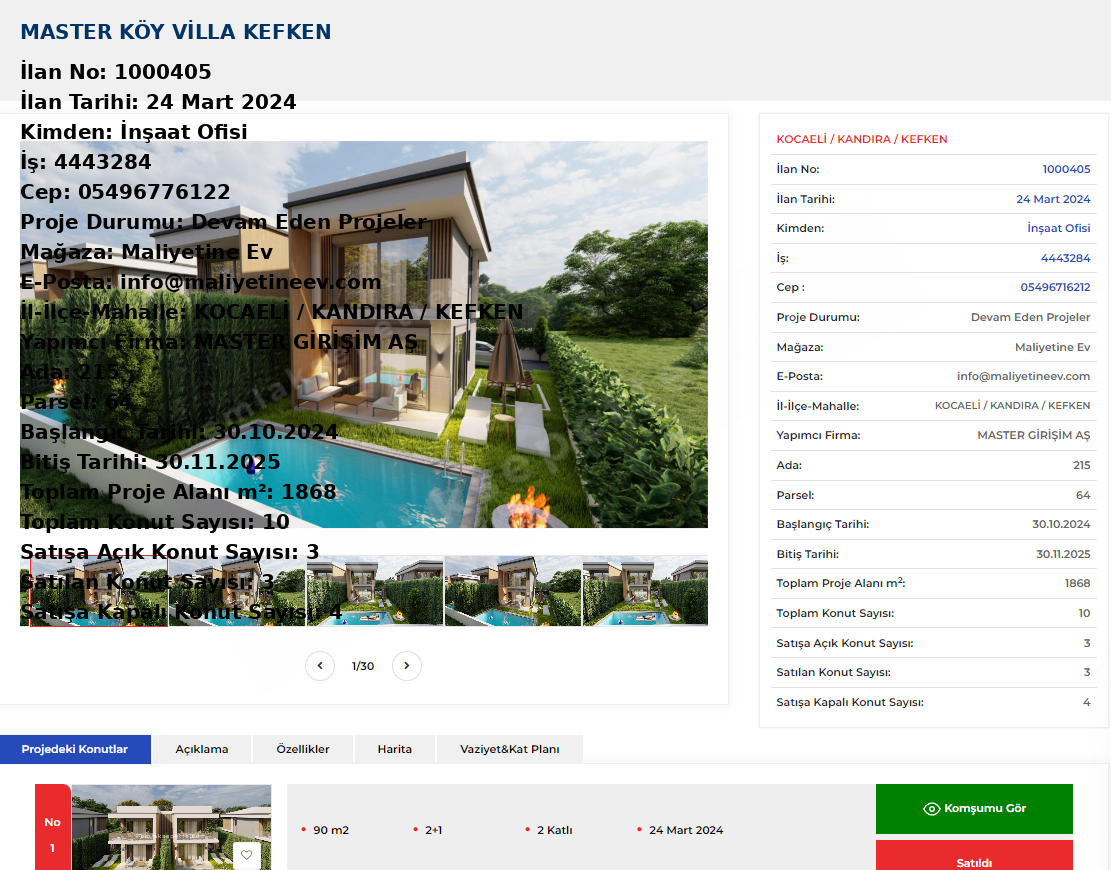 MASTER KÖY VİLLA KEFKEN
İlan No: 1000405
İlan Tarihi: 24 Mart 2024
Kimden: İnşaat Ofisi
İş: 4443284
Cep: 05496776122
Proje Durumu: Devam Eden Projeler
Mağaza: Maliyetine Ev
E-Posta: info@maliyetineev.com
İl-İlçe-Mahalle: KOCAELİ / KANDIRA / KEFKEN
Yapımcı Firma: MASTER GİRİŞİM AŞ
Ada: 215
Parsel: 64
Başlangıç Tarihi: 30.10.2024
Bitiş Tarihi: 30.11.2025
Toplam Proje Alanı m²: 1868
Toplam Konut Sayısı: 10
Satışa Açık Konut Sayısı: 3
Satılan Konut Sayısı: 3
Satışa Kapalı Konut Sayısı: 4
1/30
KOCAELİ / KANDIRA / KEFKEN
İlan No: 1000405
İlan Tarihi: 24 Mart 2024
Kimden: İnşaat Ofisi
İş: 4443284
Cep : 05496716212
Proje Durumu: Devam Eden Projeler
Mağaza: Maliyetine Ev
E-Posta: info@maliyetineev.com
İl-İlçe-Mahalle: KOCAELİ / KANDIRA / KEFKEN
Yapımcı Firma: MASTER GİRİŞİM AŞ
Ada: 215
Parsel: 64
Başlangıç Tarihi: 30.10.2024
Bitiş Tarihi: 30.11.2025
Toplam Proje Alanı m²: 1868
Toplam Konut Sayısı: 10
Satışa Açık Konut Sayısı: 3
Satılan Konut Sayısı: 3
Satışa Kapalı Konut Sayısı: 4
Projedeki Konutlar Açıklama Özellikler Harita Vaziyet&Kat Planı
No
1
• 90 m2 • 2+1 • 2 Katlı • 24 Mart 2024
Komşumu Gör
Satıldı